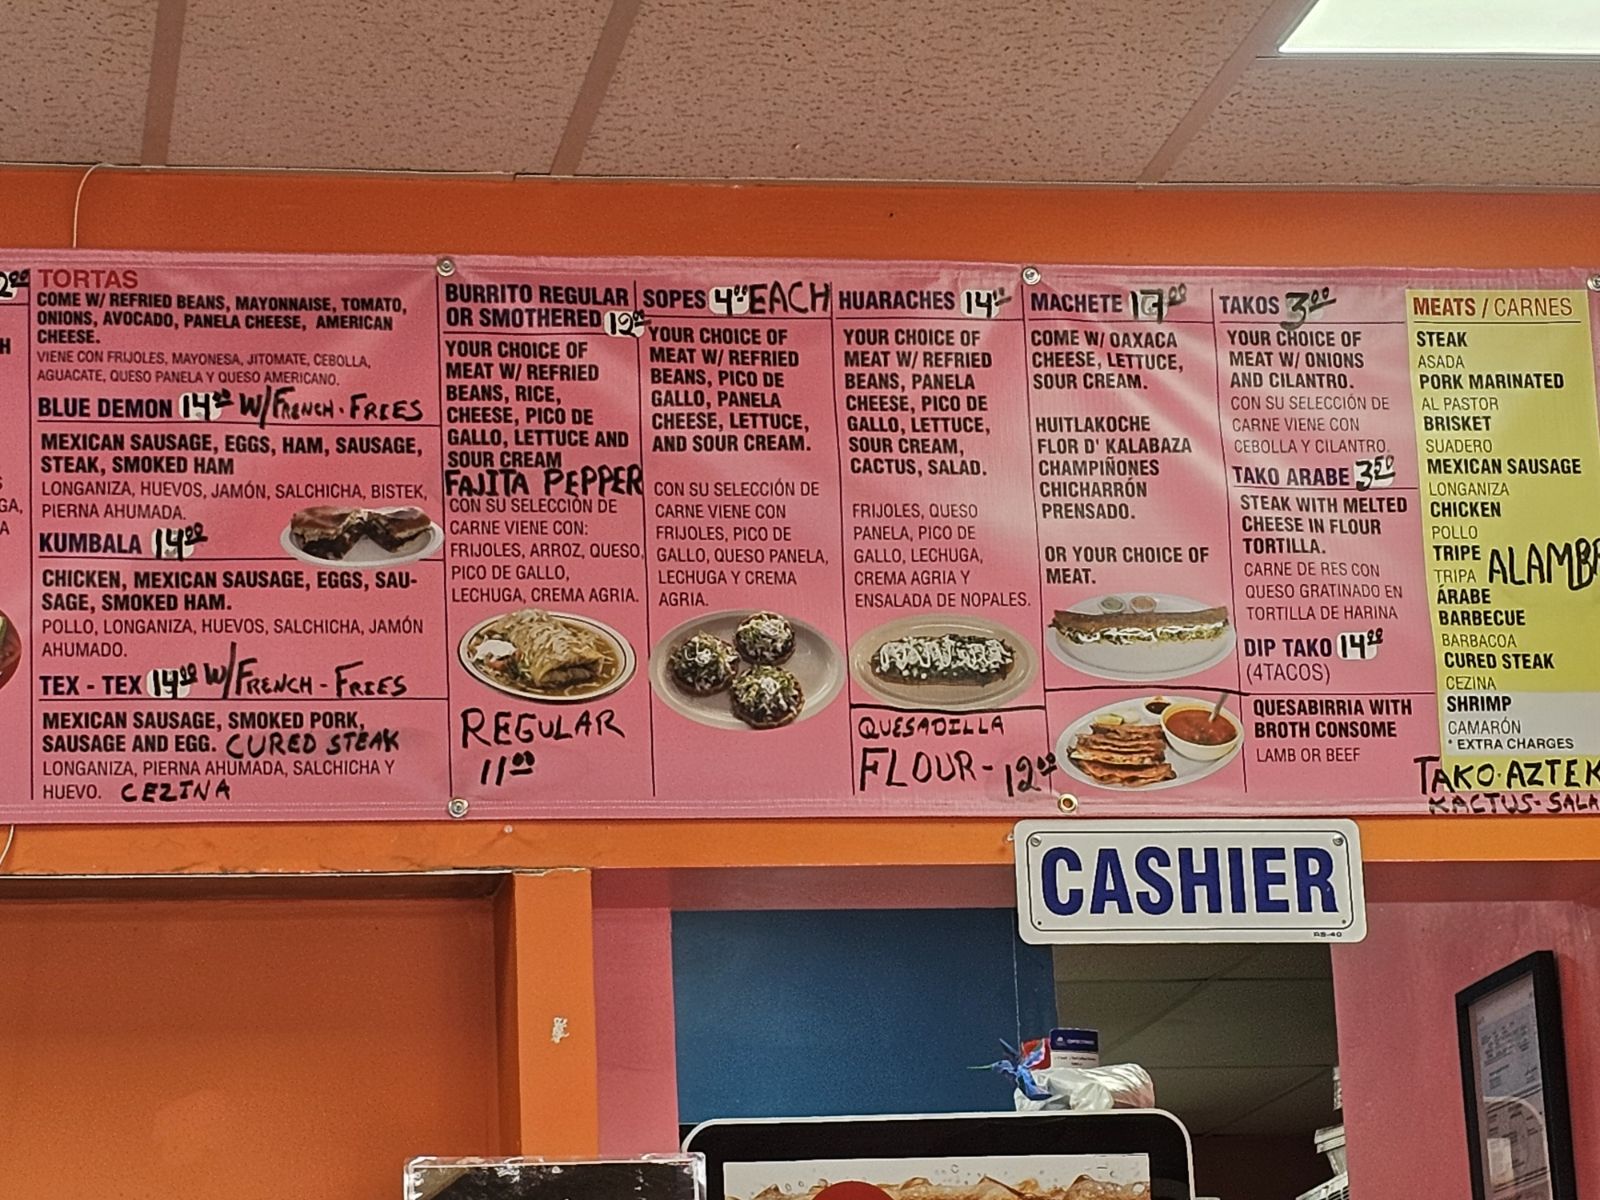 TORTAS
COME W/ REFRIED BEANS, MAYONNAISE, TOMATO,
ONIONS, AVOCADO, PANELA CHEESE, AMERICAN
CHEESE.
VIENE CON FRIJOLES, MAYONESA, JITOMATE, CEBOLLA,
AGUACATE, QUESO PANELA Y QUESO AMERICANO.
BLUE DEMON 14.00 W/FRENCH-FREES
MEXICAN SAUSAGE, EGGS, HAM, SAUSAGE,
STEAK, SMOKED HAM
LONGANIZA, HUEVOS, JAMÓN, SALCHICHA, BISTEK,
PIERNA AHUMADA.
KUMBALA 14.00
CHICKEN, MEXICAN SAUSAGE, EGGS, SAU-
SAGE, SMOKED HAM.
POLLO, LONGANIZA, HUEVOS, SALCHICHA, JAMÓN
AHUMADO.
TEX - TEX 14.00 W/FRENCH-FREES
MEXICAN SAUSAGE, SMOKED PORK,
SAUSAGE AND EGG. CURED STEAK
LONGANIZA, PIERNA AHUMADA, SALCHICHA Y
HUEVO. CEZINA
BURRITO REGULAR
OR SMOTHERED 12.00
YOUR CHOICE OF
MEAT W/ REFRIED
BEANS, RICE,
CHEESE, PICO DE
GALLO, LETTUCE AND
SOUR CREAM
FAJITA PEPPER
CON SU SELECCIÓN DE
CARNE VIENE CON:
FRIJOLES, ARROZ, QUESO,
PICO DE GALLO,
LECHUGA, CREMA AGRIA.
REGULAR
11.00
SOPES 4.00 EACH
YOUR CHOICE OF
MEAT W/ REFRIED
BEANS, PICO DE
GALLO, PANELA
CHEESE, LETTUCE,
AND SOUR CREAM.
CON SU SELECCIÓN DE
CARNE VIENE CON
FRIJOLES, PICO DE
GALLO, QUESO PANELA,
LECHUGA Y CREMA
AGRIA.
HUARACHES 14.00
YOUR CHOICE OF
MEAT W/ REFRIED
BEANS, PANELA
CHEESE, PICO DE
GALLO, LETTUCE,
SOUR CREAM,
CACTUS, SALAD.
FRIJOLES, QUESO
PANELA, PICO DE
GALLO, LECHUGA,
CREMA AGRIA Y
ENSALADA DE NOPALES.
QUESADILLA
FLOUR - 12.00
MACHETE 17.00
COME W/ OAXACA
CHEESE, LETTUCE,
SOUR CREAM.
HUITLAKOCHE
FLOR D' KALABAZA
CHAMPIÑONES
CHICHARRÓN
PRENSADO.
OR YOUR CHOICE OF
MEAT.
TAKOS 3.00
YOUR CHOICE OF
MEAT W/ ONIONS
AND CILANTRO.
CON SU SELECCIÓN DE
CARNE VIENE CON
CEBOLLA Y CILANTRO.
TAKO ARABE 3.50
STEAK WITH MELTED
CHEESE IN FLOUR
TORTILLA.
CARNE DE RES CON
QUESO GRATINADO EN
TORTILLA DE HARINA
DIP TAKO 14.00
(4TACOS)
QUESABIRRIA WITH
BROTH CONSOME
LAMB OR BEEF
MEATS / CARNES
STEAK
ASADA
PORK MARINATED
AL PASTOR
BRISKET
SUADERO
MEXICAN SAUSAGE
LONGANIZA
CHICKEN
POLLO
TRIPE
TRIPA
ÁRABE
BARBECUE
BARBACOA
CURED STEAK
CEZINA
SHRIMP
CAMARÓN
* EXTRA CHARGES
TAKO-AZTEK
CASHIER
RS-40